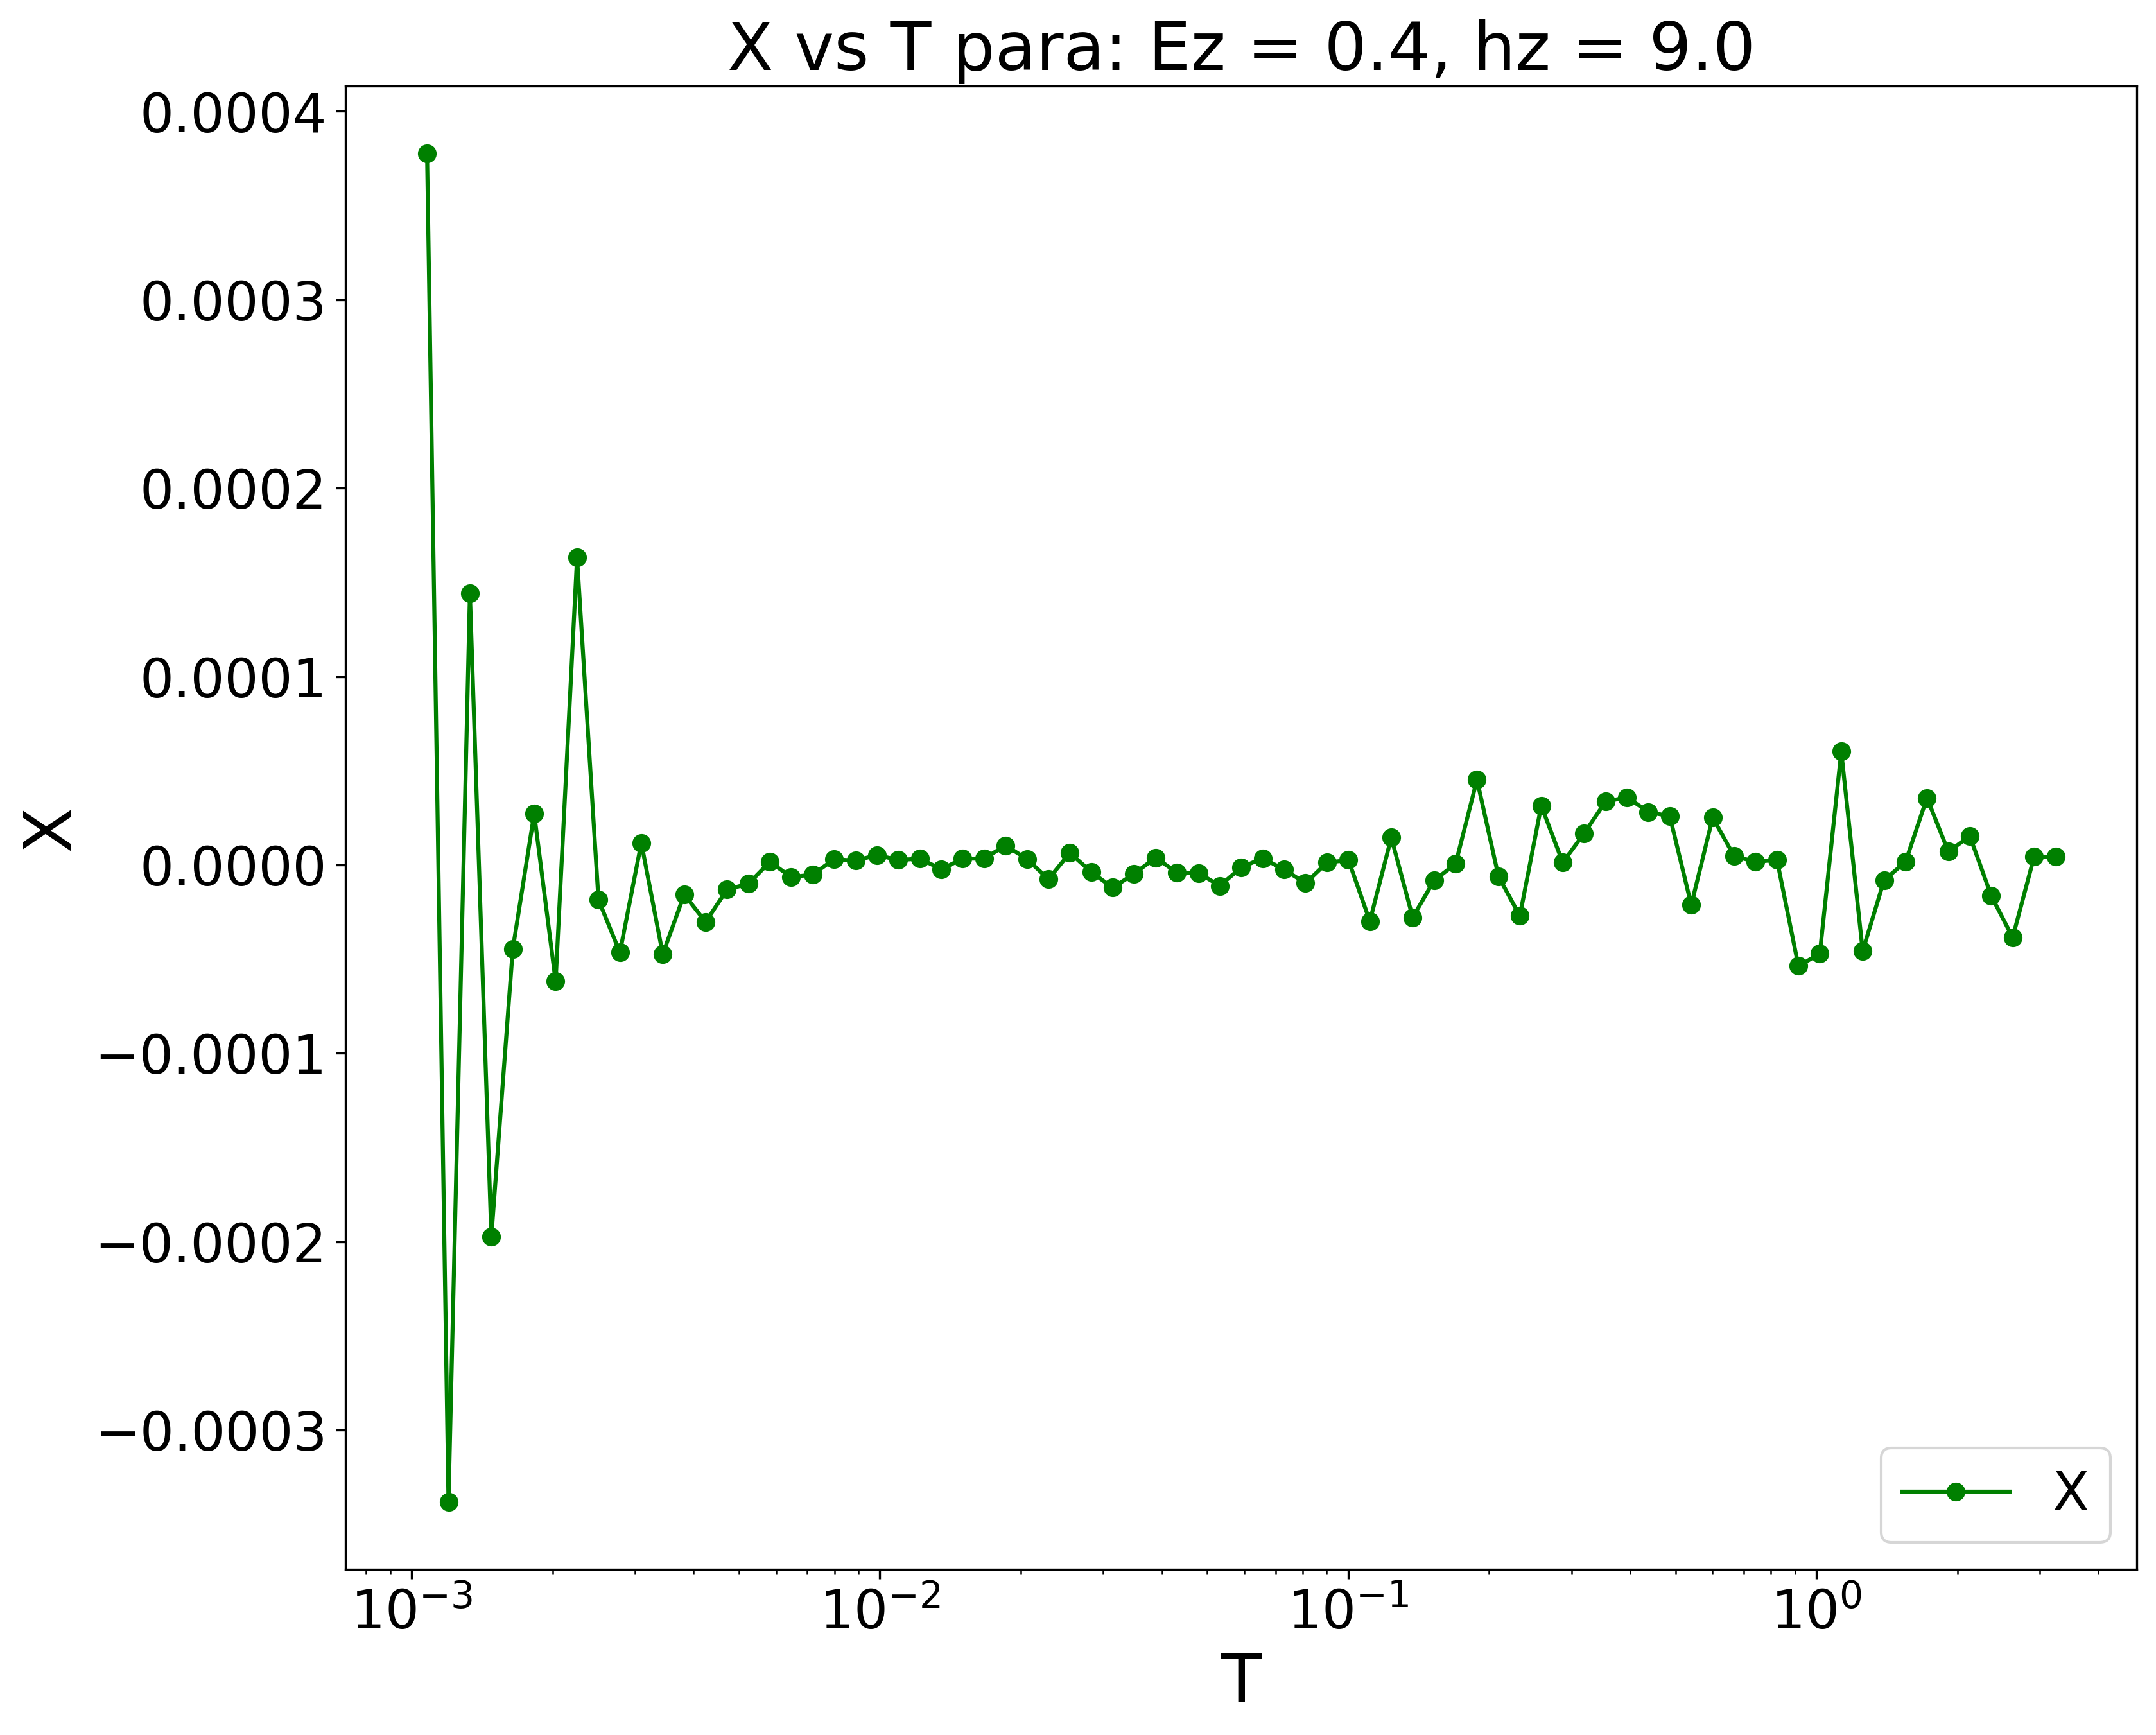 X vs T para: Ez = 0.4, hz = 9.0
0.0004
0.0003
0.0002
0.0001
0.0000
−0.0001
−0.0002
−0.0003
X
X
10⁻³ 10⁻² 10⁻¹ 10⁰
T